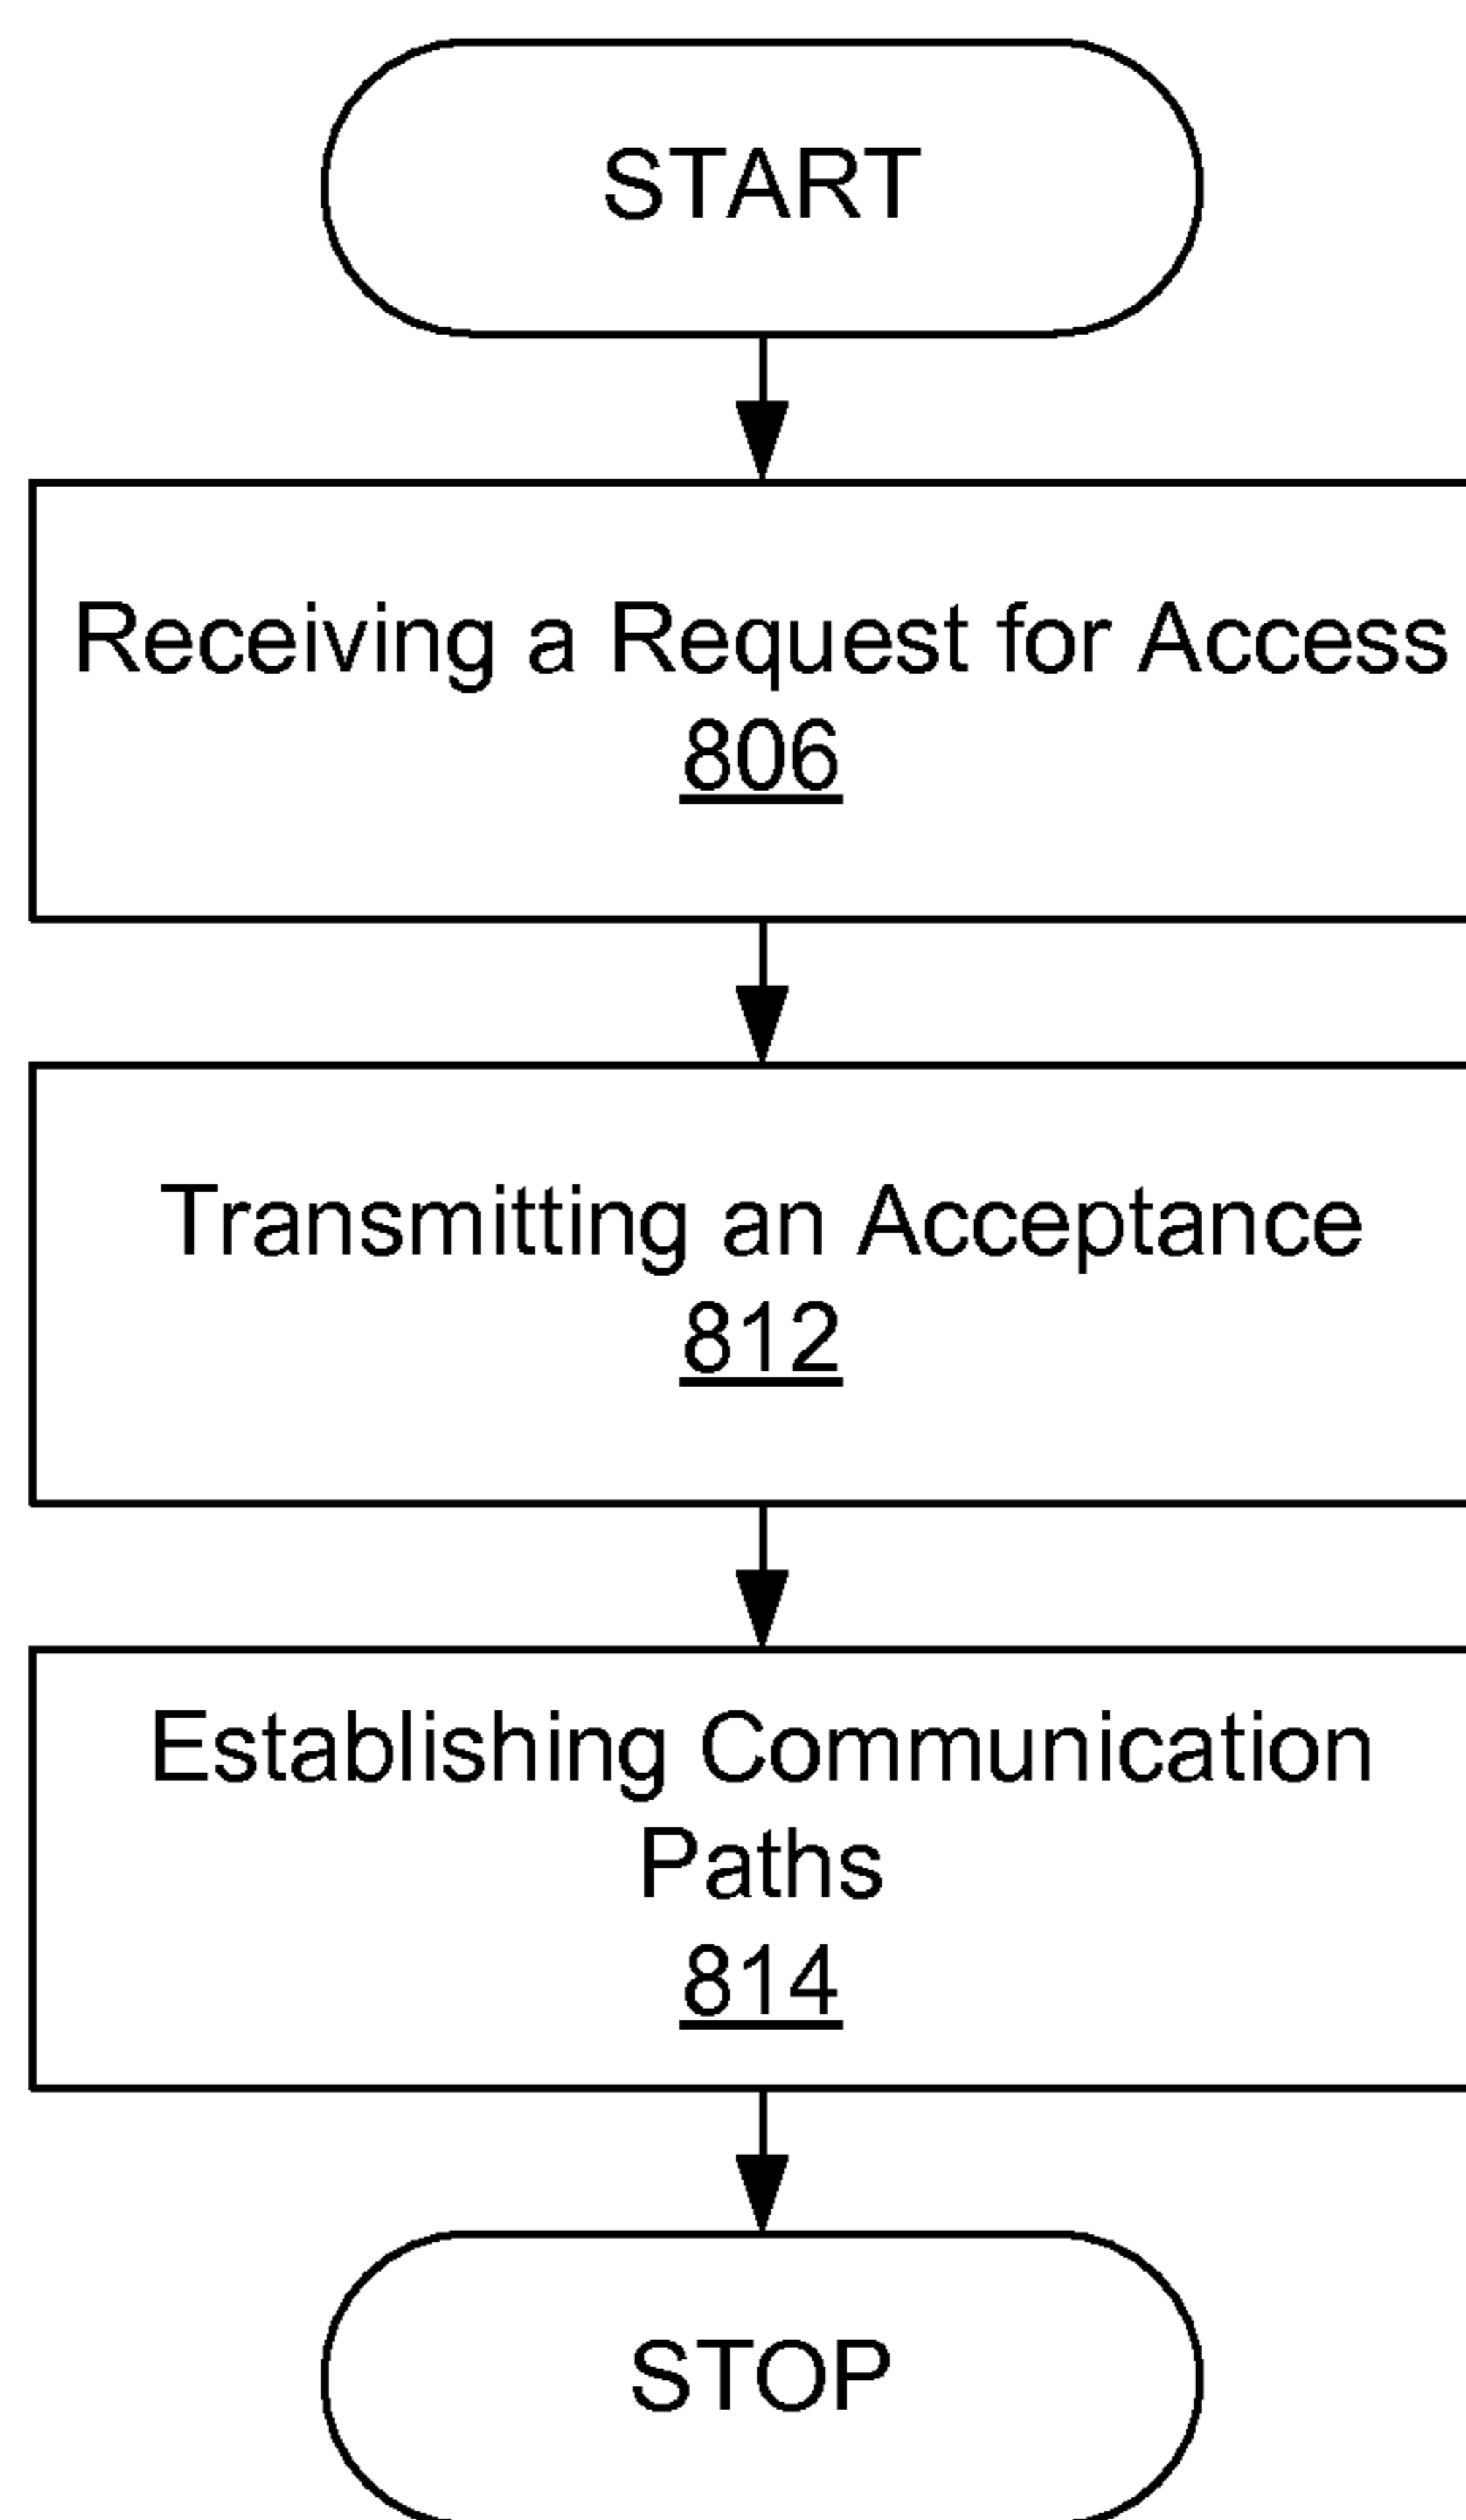 START
Receiving a Request for Access
806
Transmitting an Acceptance
812
Establishing Communication
Paths
814
STOP